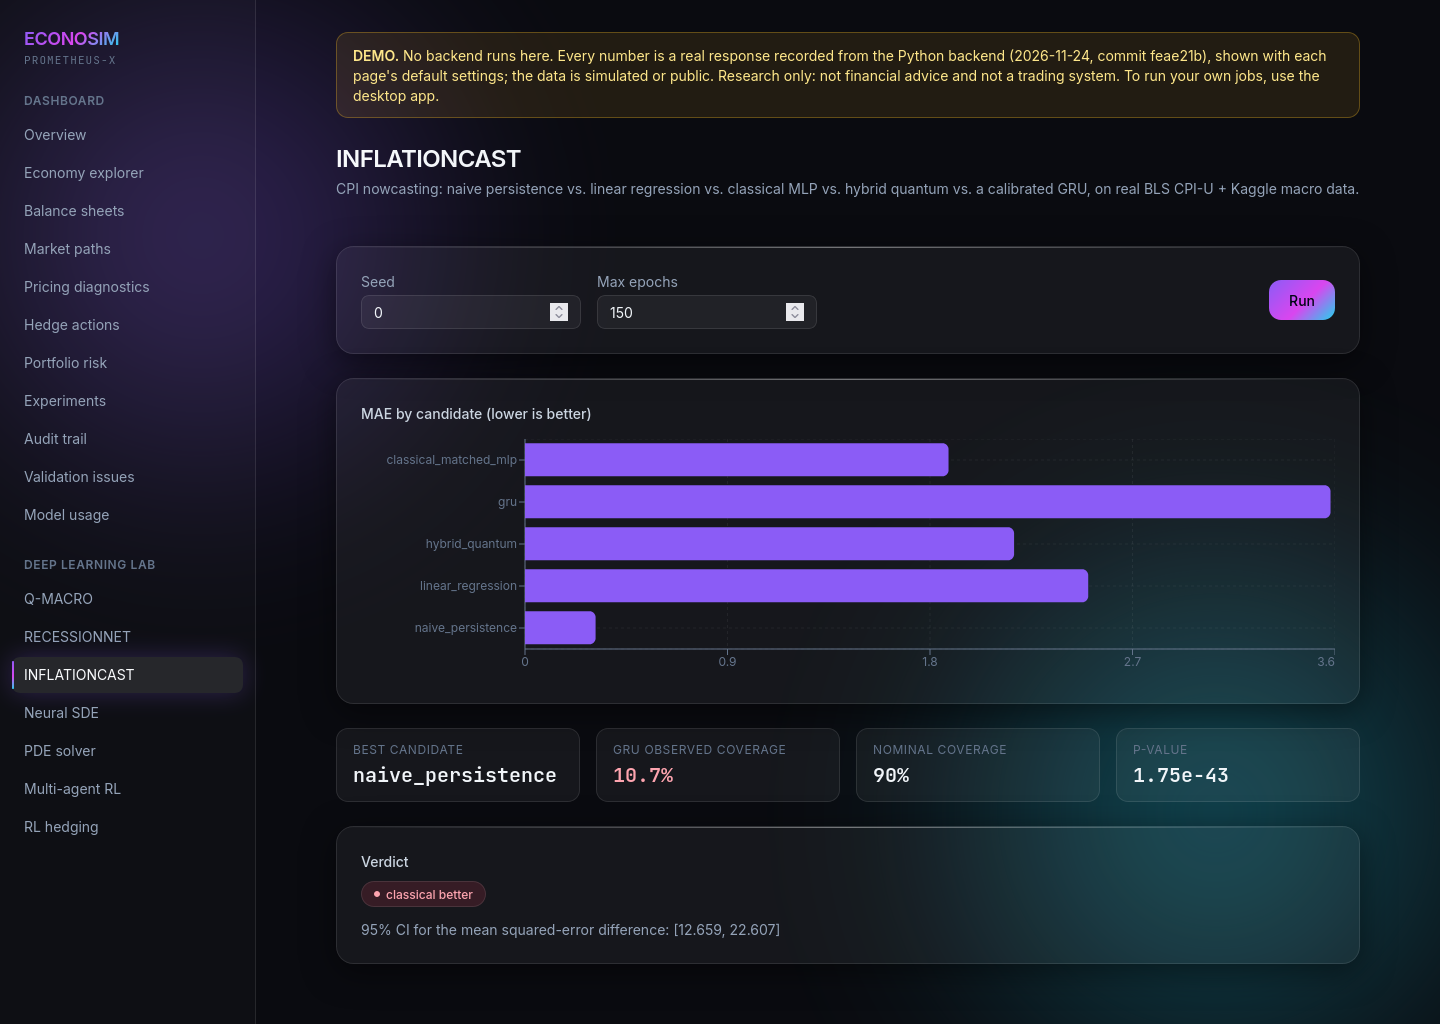 ECONOSIM
PROMETHEUS-X
DASHBOARD
Overview
Economy explorer
Balance sheets
Market paths
Pricing diagnostics
Hedge actions
Portfolio risk
Experiments
Audit trail
Validation issues
Model usage
DEEP LEARNING LAB
Q-MACRO
RECESSIONNET
INFLATIONCAST
Neural SDE
PDE solver
Multi-agent RL
RL hedging
DEMO. No backend runs here. Every number is a real response recorded from the Python backend (2026-11-24, commit feae21b), shown with each
page's default settings; the data is simulated or public. Research only: not financial advice and not a trading system. To run your own jobs, use the
desktop app.
INFLATIONCAST
CPI nowcasting: naive persistence vs. linear regression vs. classical MLP vs. hybrid quantum vs. a calibrated GRU, on real BLS CPI-U + Kaggle macro data.
Seed
0
Max epochs
150
Run
MAE by candidate (lower is better)
classical_matched_mlp
gru
hybrid_quantum
linear_regression
naive_persistence
0 0.9 1.8 2.7 3.6
BEST CANDIDATE
naive_persistence
GRU OBSERVED COVERAGE
10.7%
NOMINAL COVERAGE
90%
P-VALUE
1.75e-43
Verdict
classical better
95% CI for the mean squared-error difference: [12.659, 22.607]